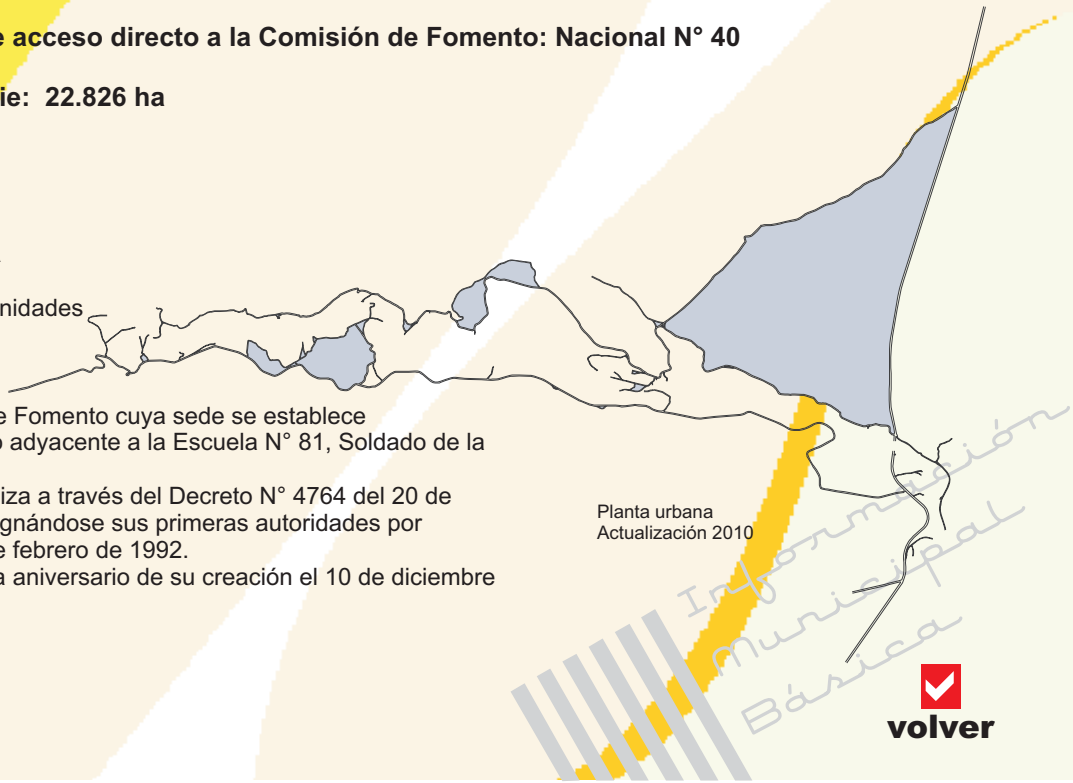 e acceso directo a la Comisión de Fomento: Nacional N° 40
ie: 22.826 ha
nidades
e Fomento cuya sede se establece
o adyacente a la Escuela N° 81, Soldado de la
iza a través del Decreto N° 4764 del 20 de
gnándose sus primeras autoridades por
e febrero de 1992.
a aniversario de su creación el 10 de diciembre
Planta urbana
Actualización 2010
Información
Municipal
Básica
volver